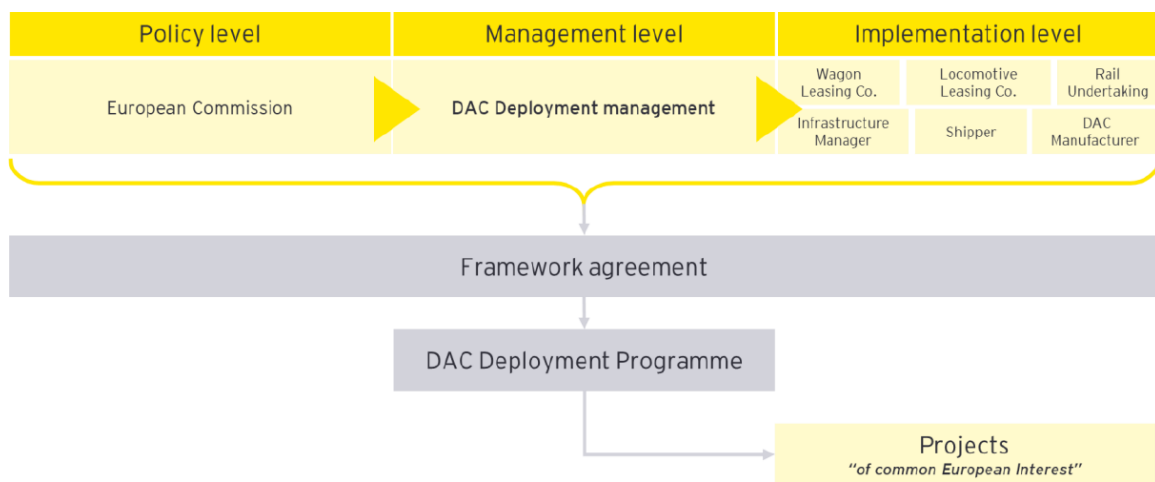 Policy level
Management level
Implementation level
European Commission
DAC Deployment management
Wagon
Leasing Co.
Locomotive
Leasing Co.
Rail
Undertaking
Infrastructure
Manager
Shipper
DAC
Manufacturer
Framework agreement
DAC Deployment Programme
Projects
“of common European Interest”